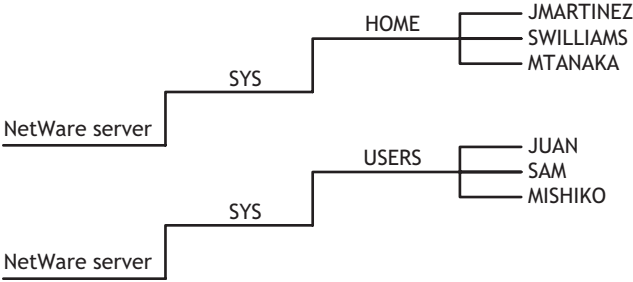 JMARTINEZ
HOME
SWILLIAMS
MTANAKA
SYS
NetWare server
JUAN
USERS
SAM
MISHIKO
SYS
NetWare server